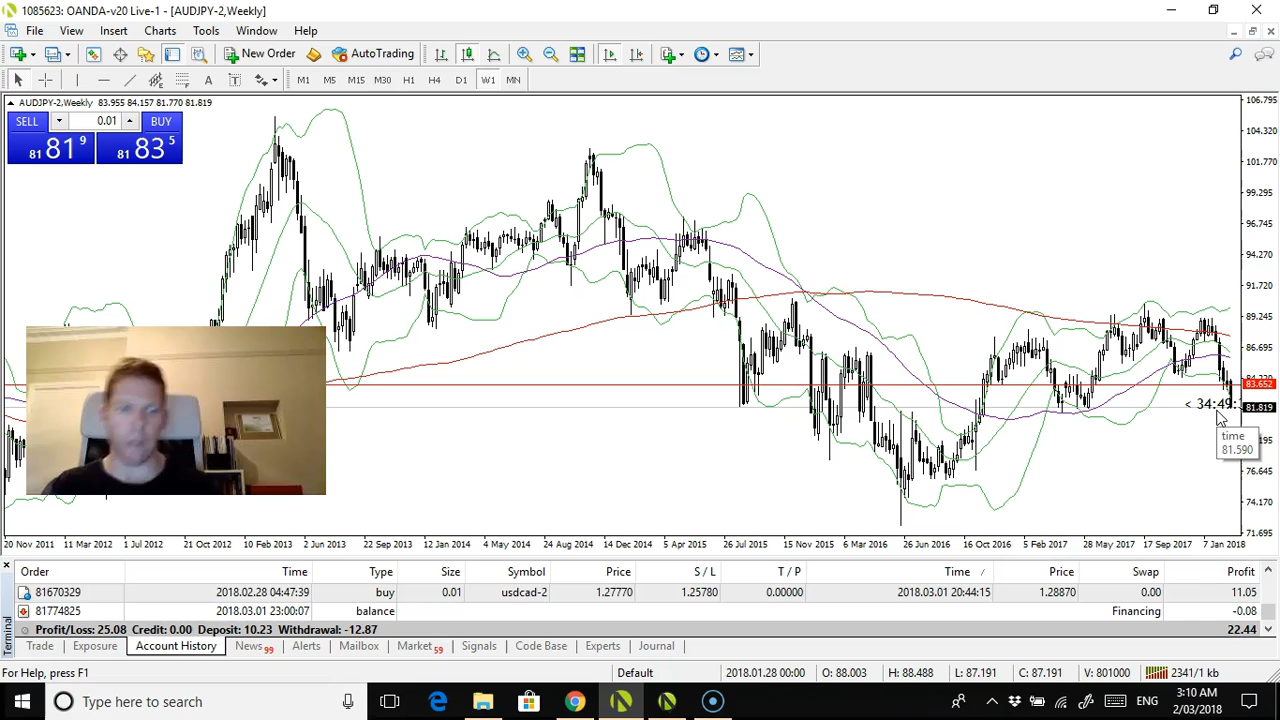 1085623: OANDA-v20 Live-1 - [AUDJPY-2,Weekly]
File View Insert Charts Tools Window Help
New Order AutoTrading
A T M1 M5 M15 M30 H1 H4 D1 W1 MN
AUDJPY-2,Weekly 83.955 84.157 81.770 81.819
SELL 0.01 BUY
81 81 9 81 83 5
106.795
104.320
101.770
99.295
96.745
94.270
91.720
89.245
86.695
83.652
< 34:49:
81.819
time
81.590
76.645
74.170
71.695
20 Nov 2011 11 Mar 2012 1 Jul 2012 21 Oct 2012 10 Feb 2013 2 Jun 2013 22 Sep 2013 12 Jan 2014 4 May 2014 24 Aug 2014 14 Dec 2014 5 Apr 2015 26 Jul 2015 15 Nov 2015 6 Mar 2016 26 Jun 2016 16 Oct 2016 5 Feb 2017 28 May 2017 17 Sep 2017 7 Jan 2018
Order Time Type Size Symbol Price S / L T / P Time / Price Swap Profit
81670329 2018.02.28 04:47:39 buy 0.01 usdcad-2 1.27770 1.25780 0.00000 2018.03.01 20:44:15 1.28870 0.00 11.05
81774825 2018.03.01 23:00:07 balance Financing -0.08
Profit/Loss: 25.08 Credit: 0.00 Deposit: 10.23 Withdrawal: -12.87 22.44
Terminal
Trade Exposure Account History News 99 Alerts Mailbox Market 59 Signals Code Base Experts Journal
For Help, press F1 Default 2018.01.28 00:00 O: 88.003 H: 88.488 L: 87.191 C: 87.191 V: 801000 2341/1 kb
Type here to search ENG 3:10 AM
2/03/2018